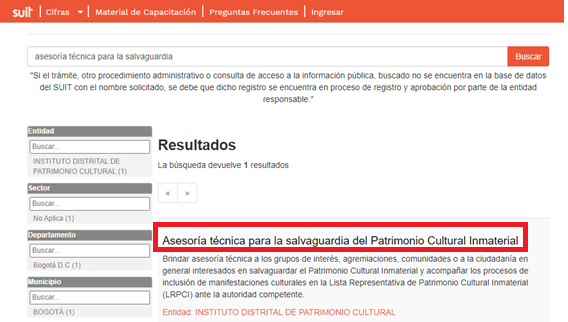 suit Cifras Material de Capacitación Preguntas Frecuentes Ingresar
asesoría técnica para la salvaguardia Buscar
"Si el trámite, otro procedimiento administrativo o consulta de acceso a la información pública, buscado no se encuentra en la base de datos
del SUIT con el nombre solicitado, se debe que dicho registro se encuentra en proceso de registro y aprobación por parte de la entidad
responsable."
Entidad
Buscar...
INSTITUTO DISTRITAL DE
PATRIMONIO CULTURAL (1)
Sector
Buscar...
No Aplica (1)
Departamento
Buscar...
Bogotá D.C (1)
Municipio
Buscar...
BOGOTÁ (1)
Resultados
La búsqueda devuelve 1 resultados
« »
Asesoría técnica para la salvaguardia del Patrimonio Cultural Inmaterial
Brindar asesoría técnica a los grupos de interés, agremiaciones, comunidades o a la ciudadanía en
general interesados en salvaguardar el Patrimonio Cultural Inmaterial y acompañar los procesos de
inclusión de manifestaciones culturales en la Lista Representativa de Patrimonio Cultural Inmaterial
(LRPCI) ante la autoridad competente.
Entidad: INSTITUTO DISTRITAL DE PATRIMONIO CULTURAL